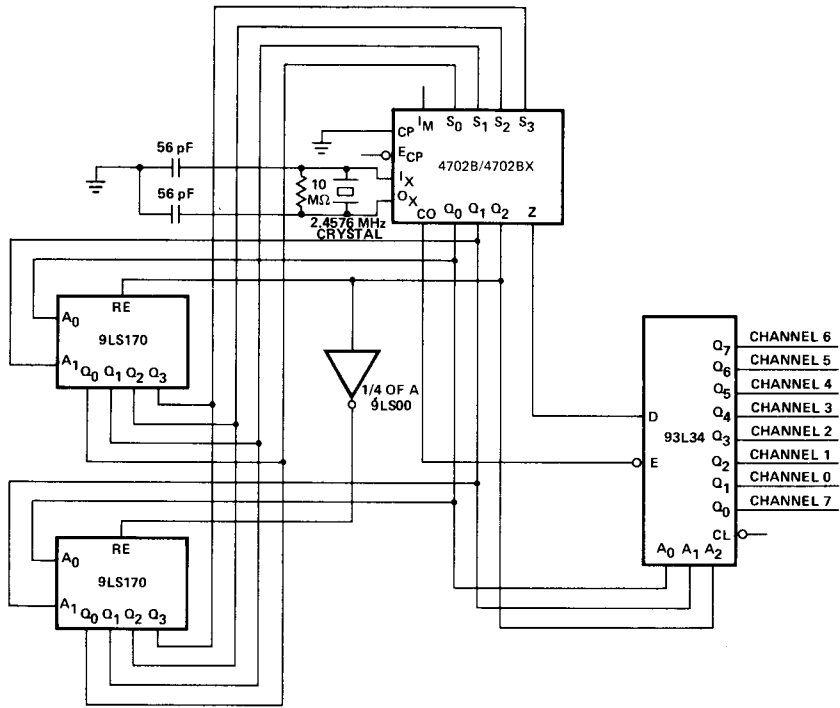 I_M S_0 S_1 S_2 S_3
CP
E_CP
4702B/4702BX
I_X
O_X
CO Q_0 Q_1 Q_2 Z
56 pF
56 pF
10
MΩ
2.4576 MHz
CRYSTAL
RE
A_0
9LS170
A_1
Q_0 Q_1 Q_2 Q_3
1/4 OF A
9LS00
RE
A_0
9LS170
A_1
Q_0 Q_1 Q_2 Q_3
D
93L34
E
Q_7 CHANNEL 6
Q_6 CHANNEL 5
Q_5 CHANNEL 4
Q_4 CHANNEL 3
Q_3 CHANNEL 2
Q_2 CHANNEL 1
Q_1 CHANNEL 0
Q_0 CHANNEL 7
CL
A_0 A_1 A_2